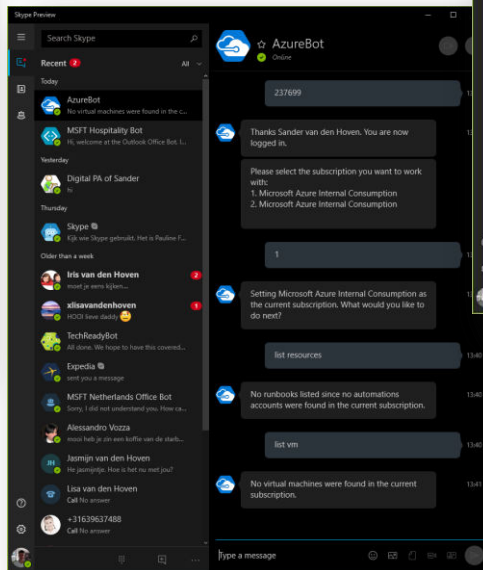 Skype Preview
Search Skype
Recent 2
All
Today
AzureBot
No virtual machines were found in the c...
MSFT Hospitality Bot
Hi, welcome at the Outlook Office Bot. I...
Yesterday
Digital PA of Sander
hi
Thursday
Skype
Kijk wie Skype gebruikt. Het is Pauline F...
Older than a week
Iris van den Hoven
2
moet je eens kijken...
xlisavandenhoven
1
HOOI lieve daddy
TechReadyBot
All done. We hope to have this covered...
Expedia
sent you a message
MSFT Netherlands Office Bot
Sorry, I did not understand you. How ca...
Alessandro Vozza
mooi heb je zin een koffie van de starb...
JH
Jasmijn van den Hoven
He jasmijntje. Hoe is het nu met jou?
Lisa van den Hoven
Call No answer
+31639637488
Call No answer
AzureBot
Online
237699
Thanks Sander van den Hoven. You are now
logged in.
Please select the subscription you want to work
with:
1. Microsoft Azure Internal Consumption
2. Microsoft Azure Internal Consumption
1
Setting Microsoft Azure Internal Consumption as
the current subscription. What would you like to
do next?
list resources
13:40
No runbooks listed since no automations
accounts were found in the current subscription.
13:40
list vm
13:40
No virtual machines were found in the current
subscription.
13:41
Type a message